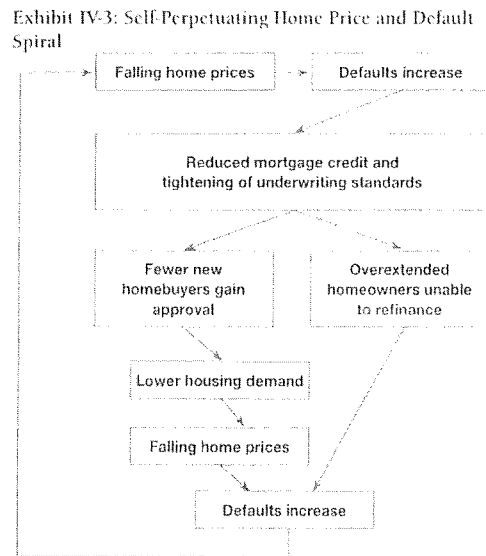 Exhibit IV-3: Self-Perpetuating Home Price and Default
Spiral
Falling home prices
Defaults increase
Reduced mortgage credit and
tightening of underwriting standards
Fewer new
homebuyers gain
approval
Overextended
homeowners unable
to refinance
Lower housing demand
Falling home prices
Defaults increase